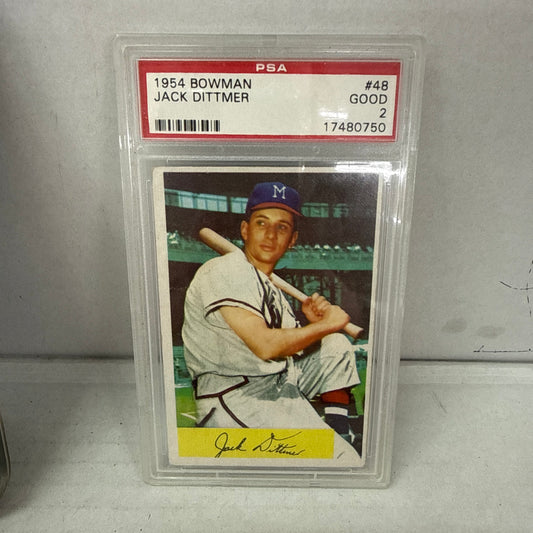 PSA
1954 BOWMAN #48
JACK DITTMER GOOD
2
17480750
M
Jack Dittmer